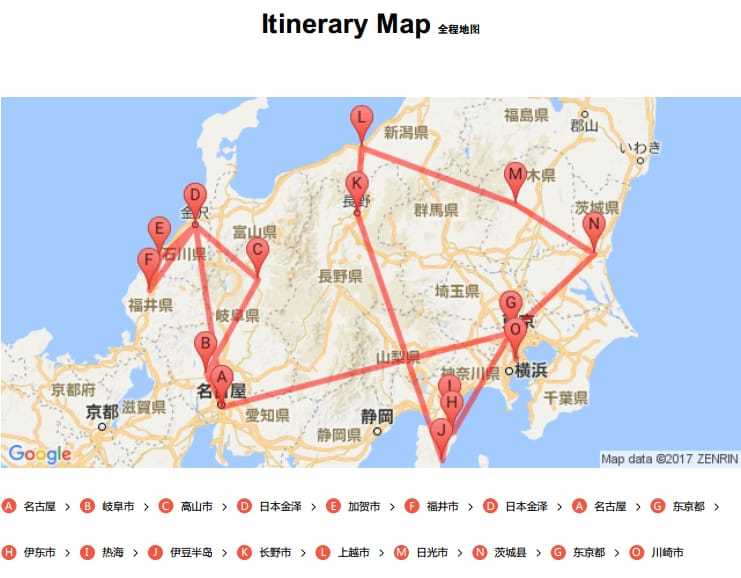 Itinerary Map 全程地图
L
新潟県
福島県
郡山
いわき
K
長野
M
木県
D
金沢
群馬県
茨城県
N
E
富山県
C
石川県
F
長野県
埼玉県
福井県
岐阜県
G
京
O
B
山梨県
神奈川県
横浜
A
名古屋
I
京都府
京都
滋賀県
愛知県
静岡
静岡県
H
千葉県
J
Google
Map data ©2017 ZENRIN
A 名古屋 > B 岐阜市 > C 高山市 > D 日本金泽 > E 加贺市 > F 福井市 > D 日本金泽 > A 名古屋 > G 东京都 >
H 伊东市 > I 热海 > J 伊豆半岛 > K 长野市 > L 上越市 > M 日光市 > N 茨城县 > G 东京都 > O 川崎市